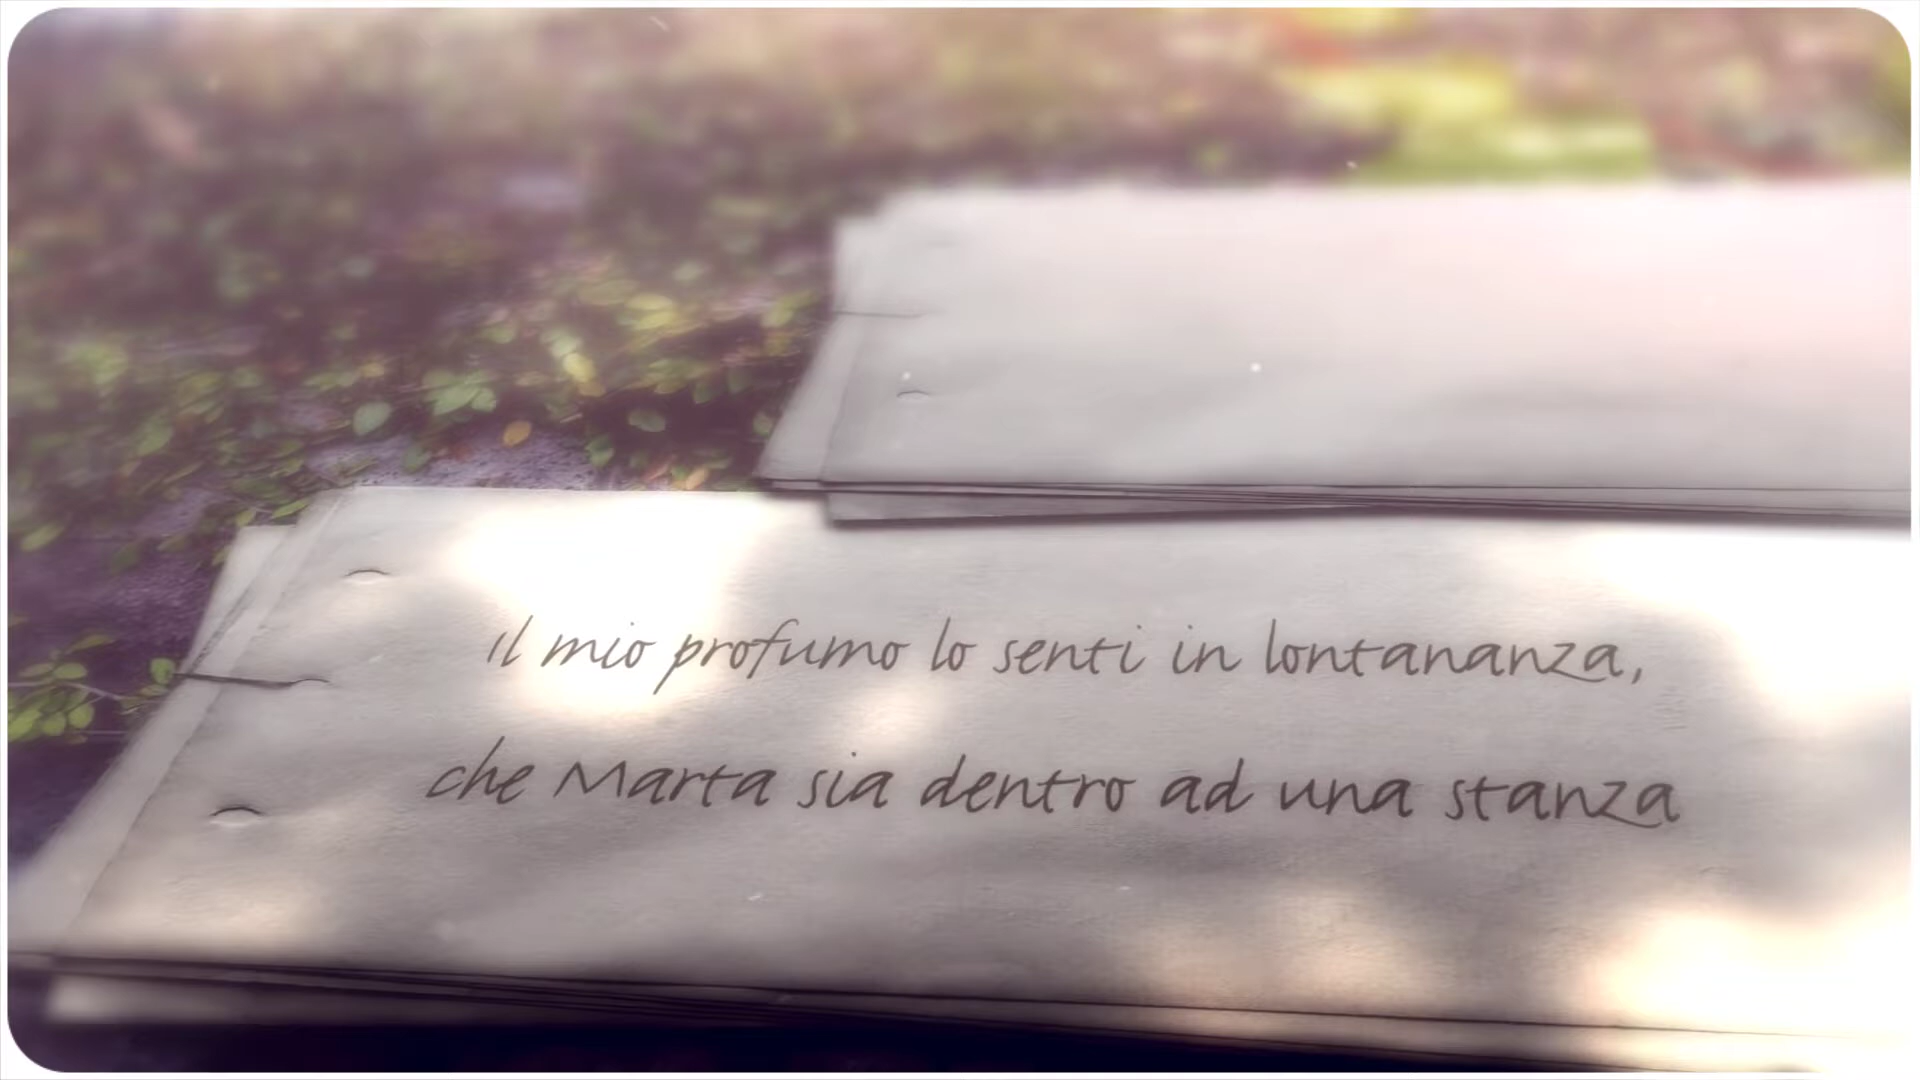 Il mio profumo lo senti in lontananza,
che Marta sia dentro ad una stanza